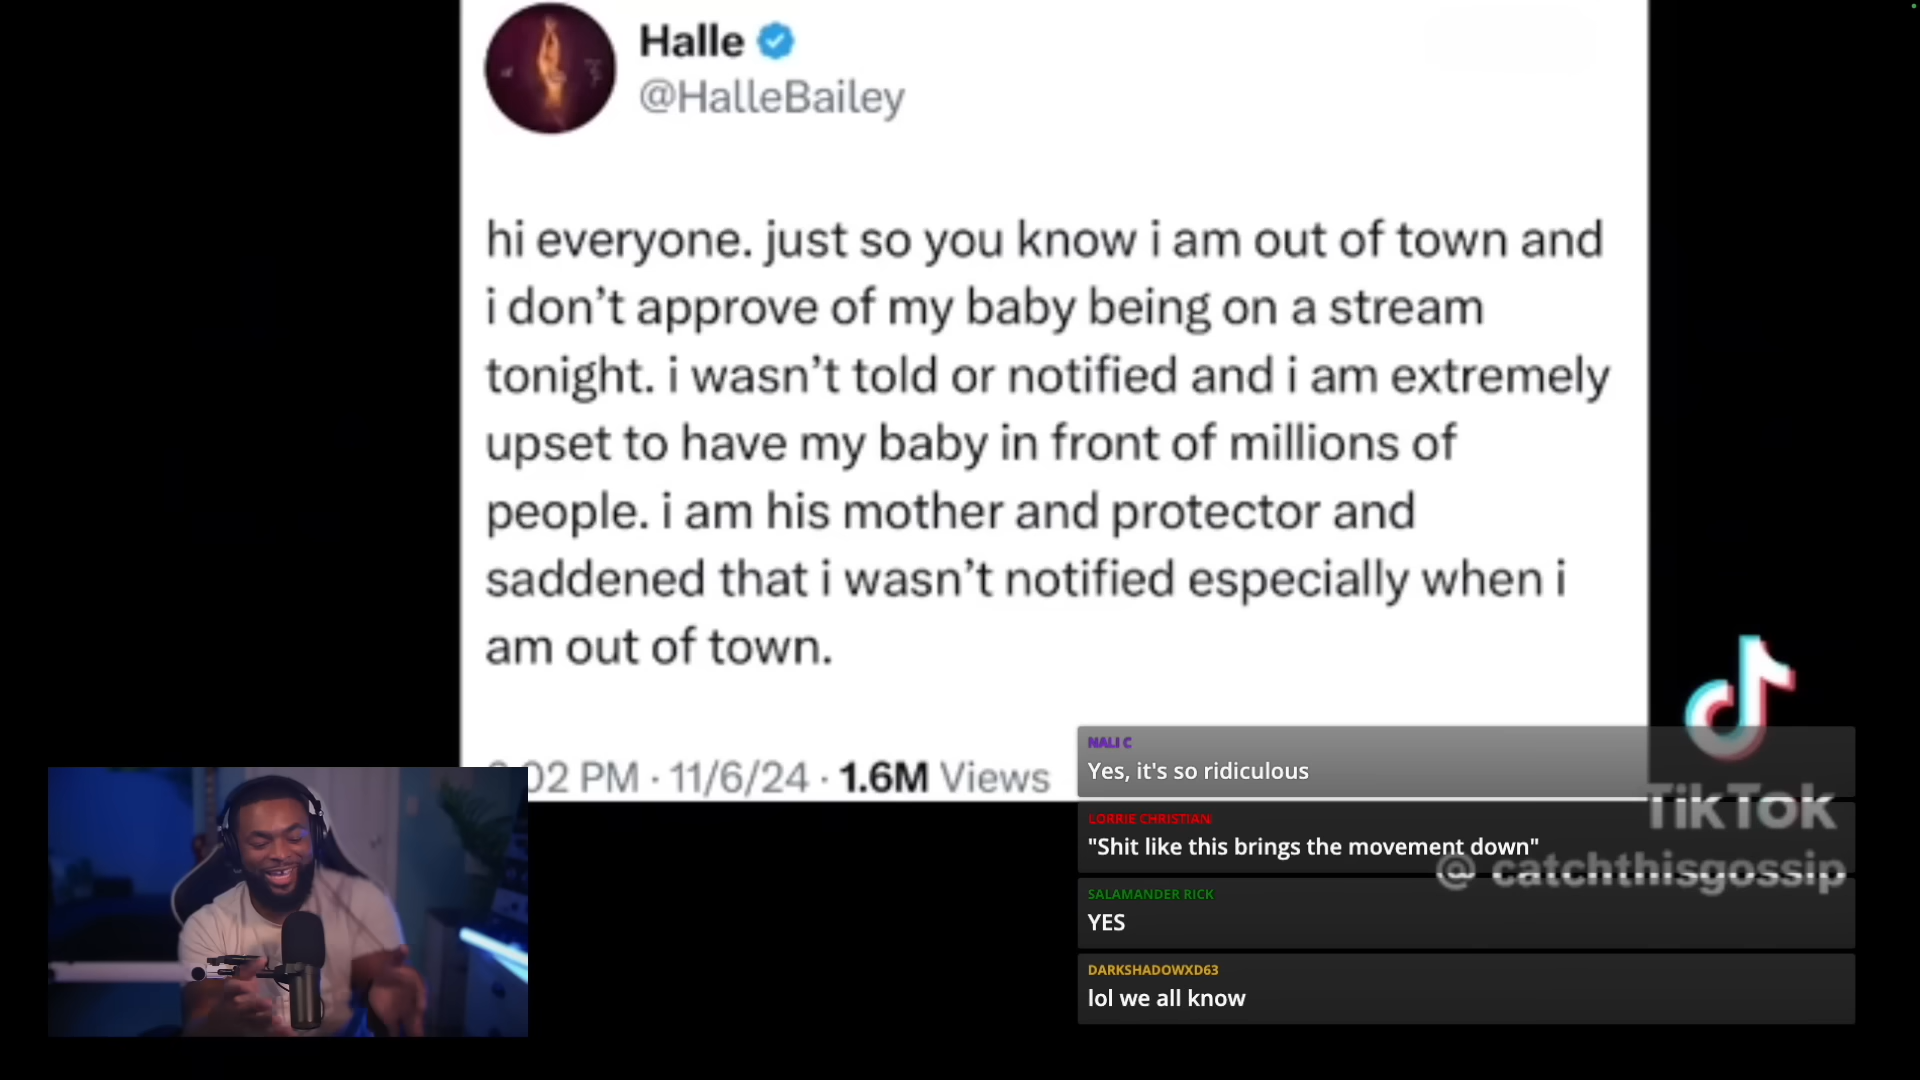 Halle
@HalleBailey
hi everyone. just so you know i am out of town and
i don’t approve of my baby being on a stream
tonight. i wasn’t told or notified and i am extremely
upset to have my baby in front of millions of
people. i am his mother and protector and
saddened that i wasn’t notified especially when i
am out of town.
02 PM · 11/6/24 · 1.6M Views
NALI C
Yes, it's so ridiculous
TikTok
LORRIE CHRISTIAN
"Shit like this brings the movement down"
@ catchthisgossip
SALAMANDER RICK
YES
DARKSHADOWXD63
lol we all know